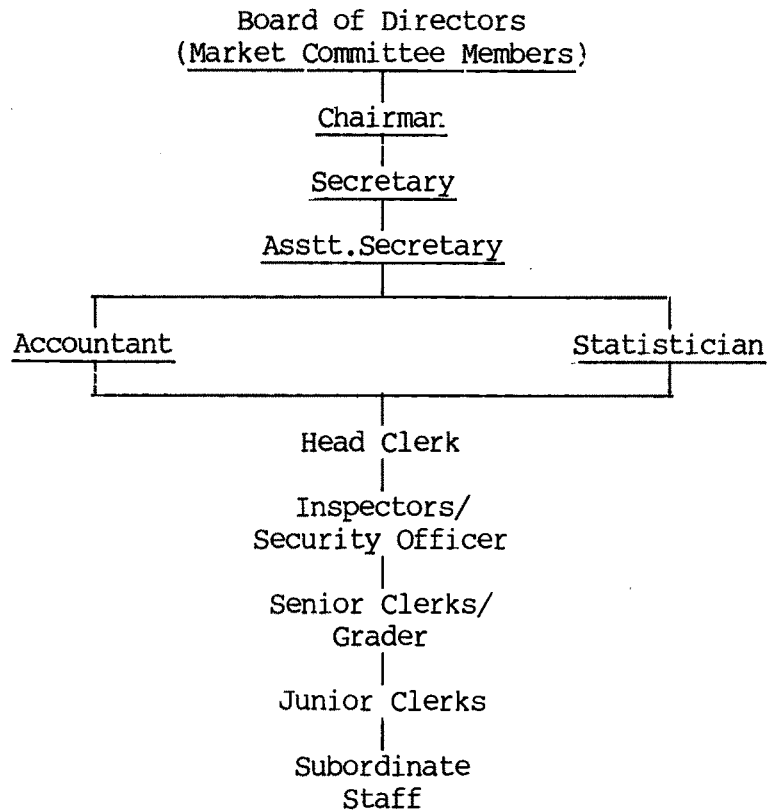 Board of Directors
(Market Committee Members)
Chairman
Secretary
Asstt.Secretary
Accountant Statistician
Head Clerk
Inspectors/
Security Officer
Senior Clerks/
Grader
Junior Clerks
Subordinate
Staff